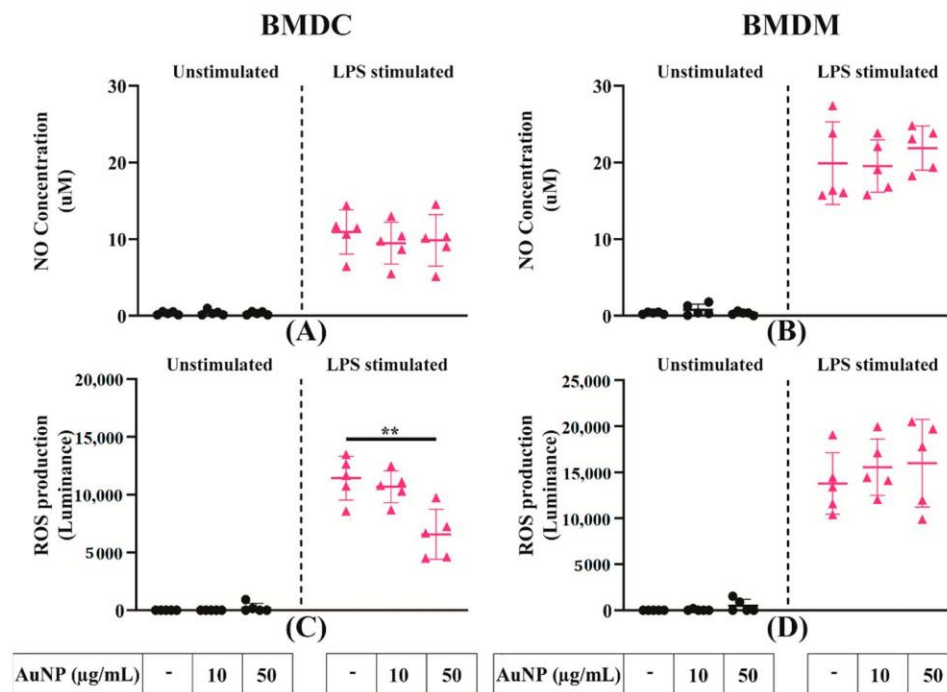 BMDC
BMDM
Unstimulated
LPS stimulated
NO Concentration
(uM)
30
20
10
0
(A)
Unstimulated
LPS stimulated
NO Concentration
(uM)
30
20
10
0
(B)
Unstimulated
LPS stimulated
ROS production
(Luminance)
20,000
15,000
10,000
5 000
0
**
(C)
Unstimulated
LPS stimulated
ROS production
(Luminance)
25,000
20,000
15,000
10,000
5000
0
(D)
AuNP (µg/mL) - 10 50 - 10 50
AuNP (µg/mL) - 10 50 - 10 50